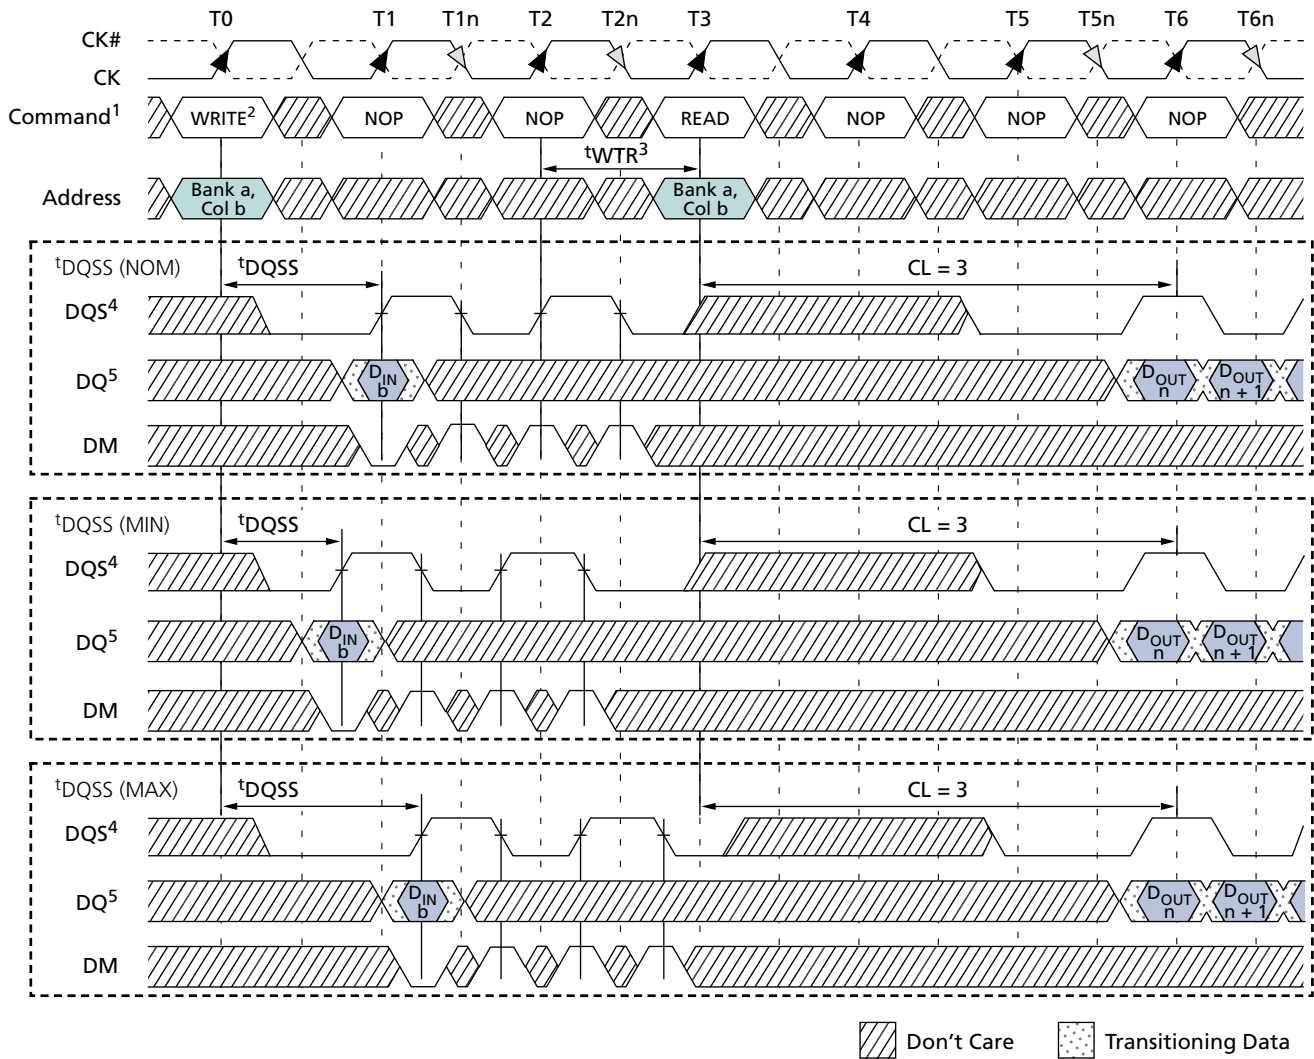 T0 T1 T1n T2 T2n T3 T4 T5 T5n T6 T6n
CK#
CK
Command1 WRITE2 NOP NOP READ NOP NOP NOP
tWTR3
Address Bank a, Col b Bank a, Col b
tDQSS (NOM) tDQSS CL = 3
DQS4
DQ5 DIN b DOUT n DOUT n + 1
DM
tDQSS (MIN) tDQSS CL = 3
DQS4
DQ5 DIN b DOUT n DOUT n + 1
DM
tDQSS (MAX) tDQSS CL = 3
DQS4
DQ5 DIN b DOUT n DOUT n + 1
DM
Don't Care Transitioning Data